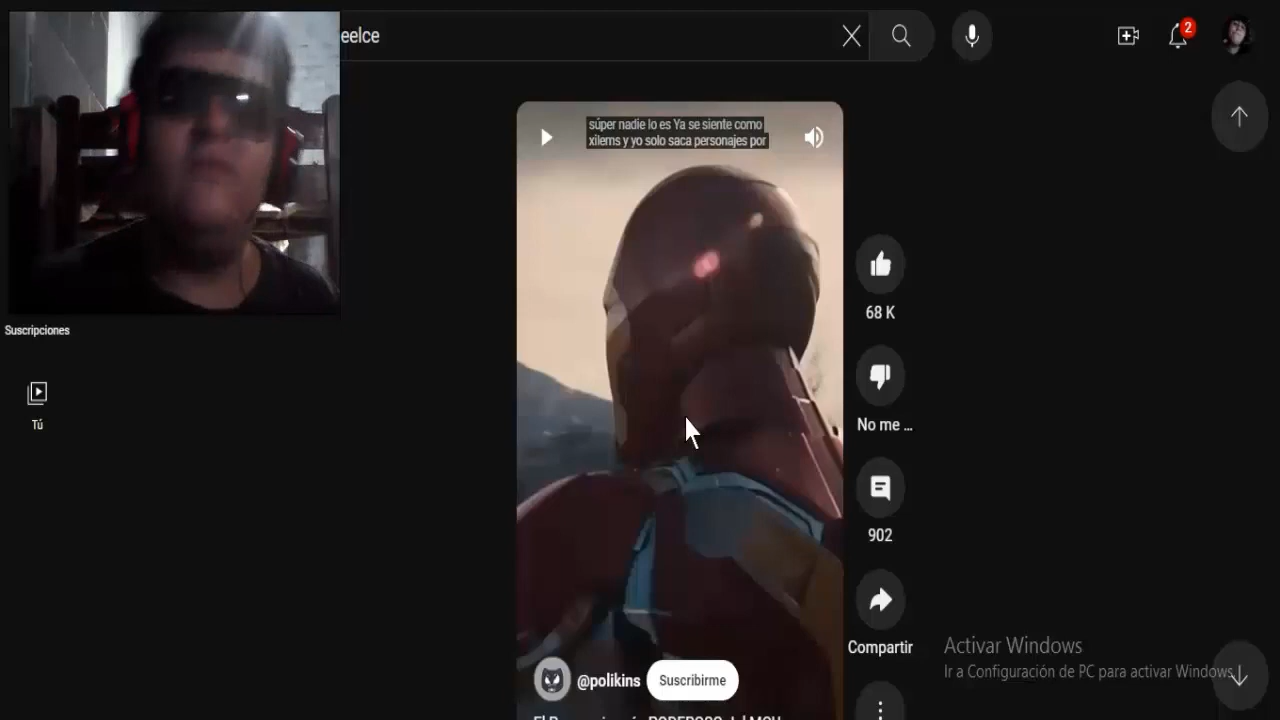 eelce
2
súper nadie lo es Ya se siente como
xilems y yo solo saca personajes por
68 K
Suscripciones
Tú
No me ...
902
Compartir
Activar Windows
Ir a Configuración de PC para activar Windows.
@polikins
Suscribirme